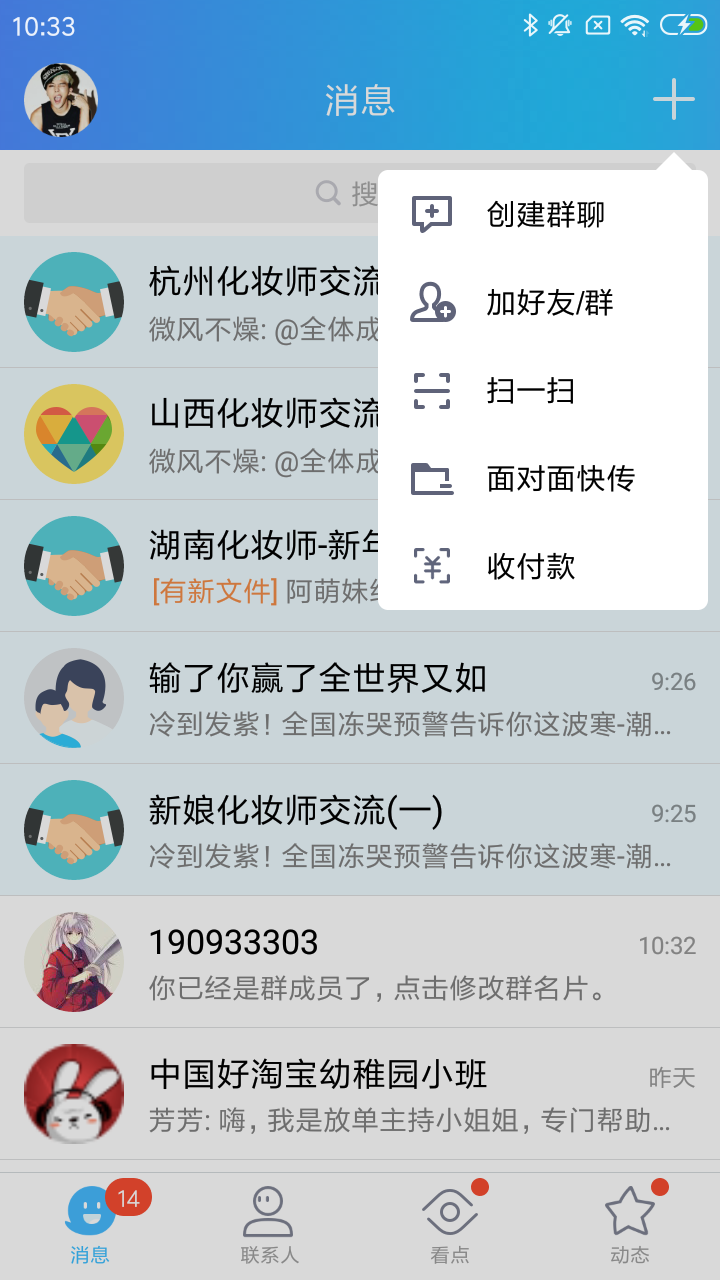 10:33
消息
搜
创建群聊
加好友/群
扫一扫
面对面快传
收付款
杭州化妆师交流
微风不燥: @全体成
山西化妆师交流
微风不燥: @全体成
湖南化妆师-新年
[有新文件] 阿萌妹纟
输了你赢了全世界又如
9:26
冷到发紫！全国冻哭预警告诉你这波寒-潮...
新娘化妆师交流(一)
9:25
冷到发紫！全国冻哭预警告诉你这波寒-潮...
190933303
10:32
你已经是群成员了，点击修改群名片。
中国好淘宝幼稚园小班
昨天
芳芳: 嗨，我是放单主持小姐姐，专门帮助...
14
消息
联系人
看点
动态